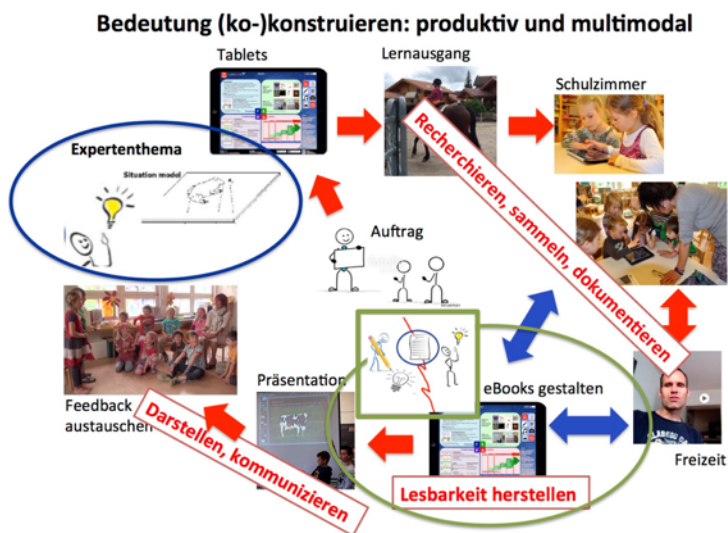 Bedeutung (ko-)konstruieren: produktiv und multimodal
Tablets
Lernausgang
Schulzimmer
Expertenthema
Situation model
Recherchieren, sammeln, dokumentieren
Auftrag
Präsentation
eBooks gestalten
Feedback
austauschen
Darstellen, kommunizieren
Lesbarkeit herstellen
Freizeit